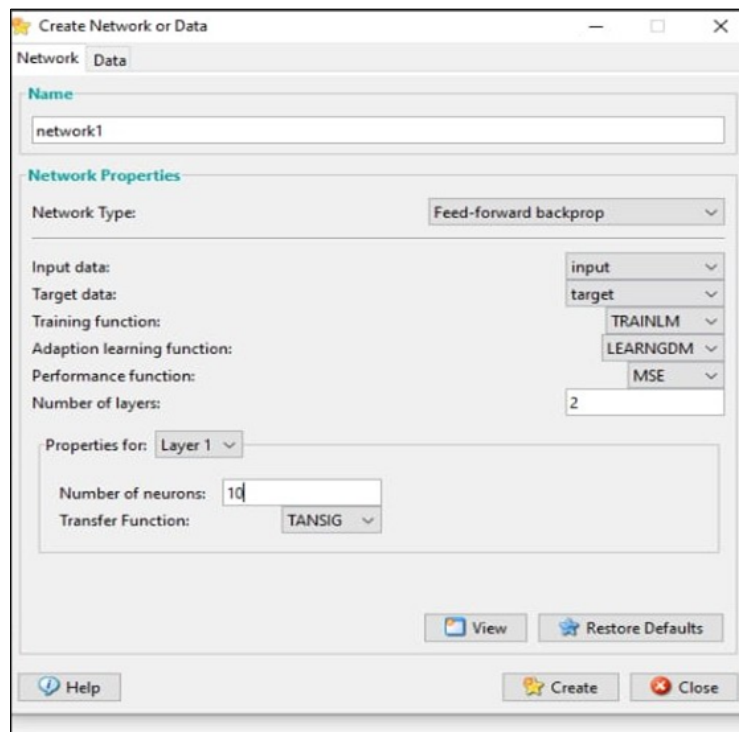 Create Network or Data
Network Data
Name
network1
Network Properties
Network Type: Feed-forward backprop
Input data: input
Target data: target
Training function: TRAINLM
Adaption learning function: LEARNGDM
Performance function: MSE
Number of layers: 2
Properties for: Layer 1
Number of neurons: 10
Transfer Function: TANSIG
View Restore Defaults
Help Create Close